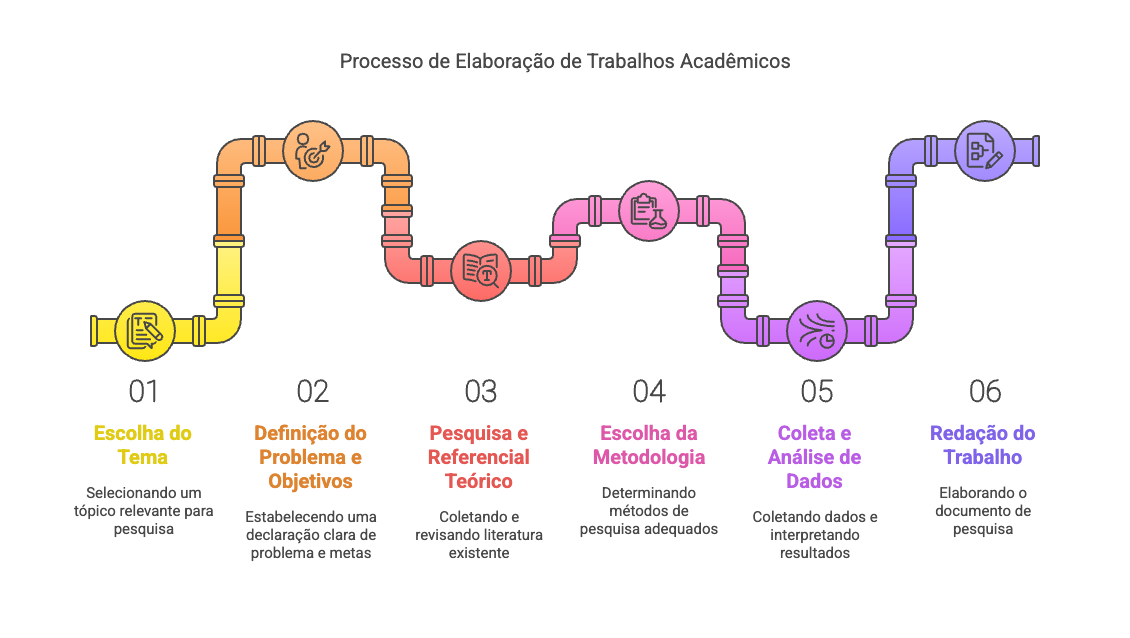 Processo de Elaboração de Trabalhos Acadêmicos
01
Escolha do
Tema
Selecionando um
tópico relevante para
pesquisa
02
Definição do
Problema e
Objetivos
Estabelecendo uma
declaração clara de
problema e metas
03
Pesquisa e
Referencial
Teórico
Coletando e
revisando literatura
existente
04
Escolha da
Metodologia
Determinando
métodos de
pesquisa adequados
05
Coleta e
Análise de
Dados
Coletando dados e
interpretando
resultados
06
Redação do
Trabalho
Elaborando o
documento de
pesquisa